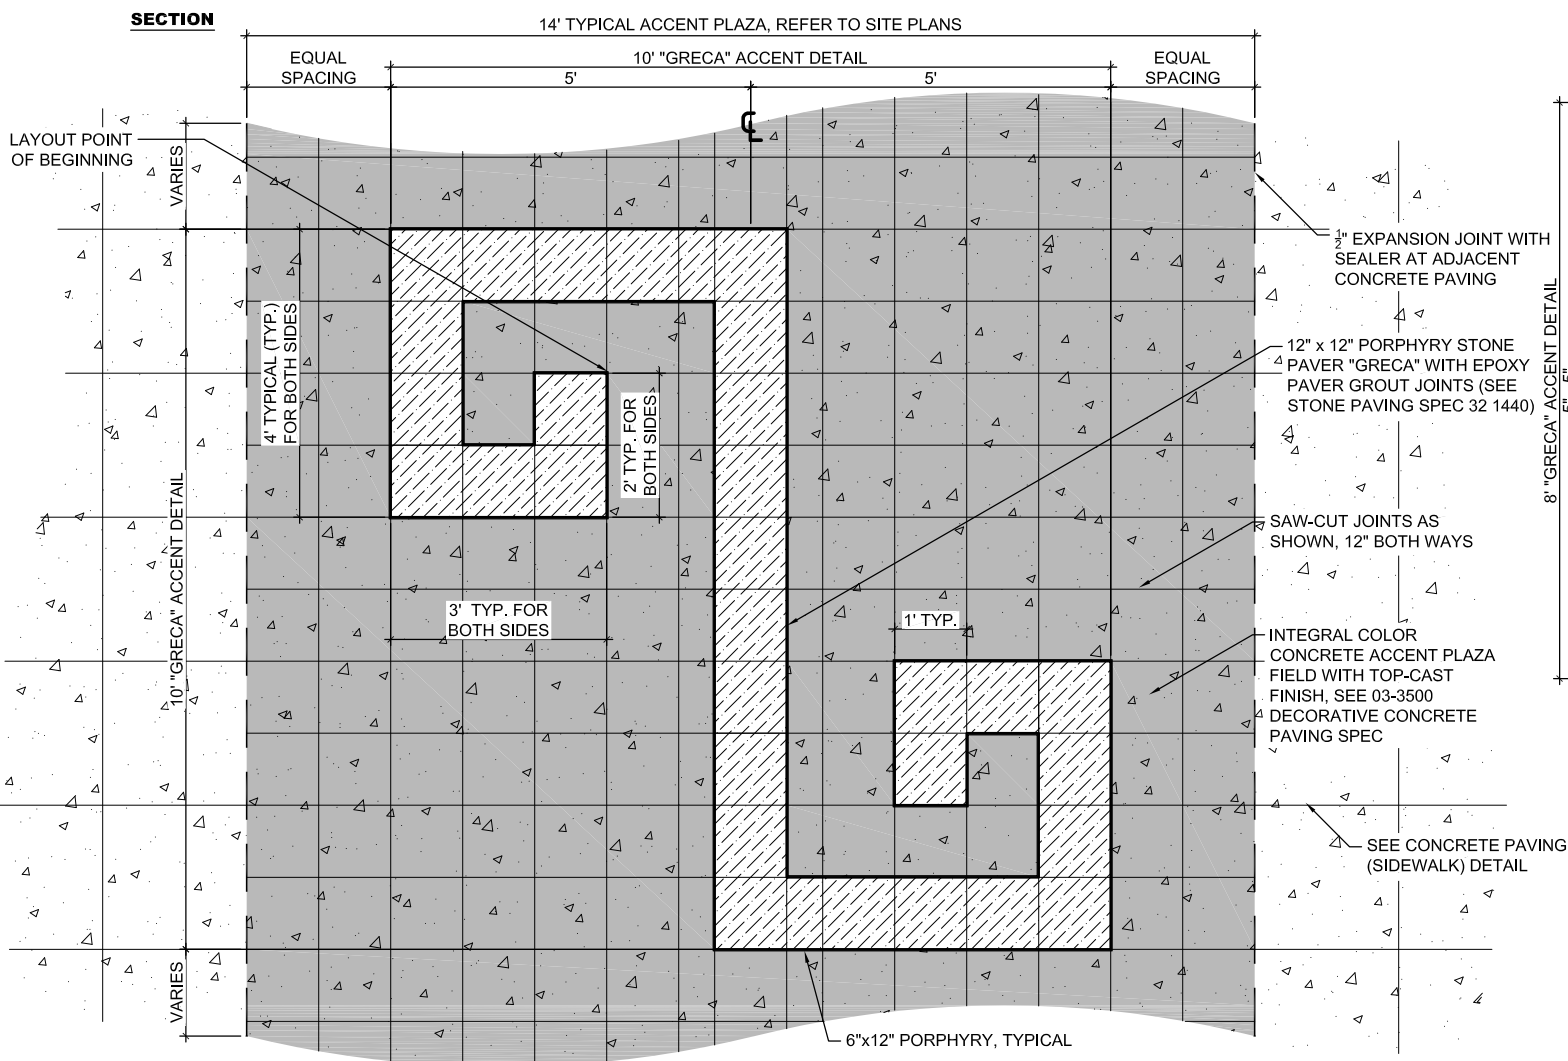 SECTION
14' TYPICAL ACCENT PLAZA, REFER TO SITE PLANS
EQUAL
SPACING
10' "GRECA" ACCENT DETAIL
EQUAL
SPACING
5'
5'
CL
LAYOUT POINT
OF BEGINNING
VARIES
4' TYPICAL (TYP.)
FOR BOTH SIDES
2' TYP. FOR
BOTH SIDES
10' "GRECA" ACCENT DETAIL
3' TYP. FOR
BOTH SIDES
1' TYP.
VARIES
1/2" EXPANSION JOINT WITH
SEALER AT ADJACENT
CONCRETE PAVING
12" x 12" PORPHYRY STONE
PAVER "GRECA" WITH EPOXY
PAVER GROUT JOINTS (SEE
STONE PAVING SPEC 32 1440)
8' "GRECA" ACCENT DETAIL
SAW-CUT JOINTS AS
SHOWN, 12" BOTH WAYS
INTEGRAL COLOR
CONCRETE ACCENT PLAZA
FIELD WITH TOP-CAST
FINISH, SEE 03-3500
DECORATIVE CONCRETE
PAVING SPEC
SEE CONCRETE PAVING
(SIDEWALK) DETAIL
6"x12" PORPHYRY, TYPICAL